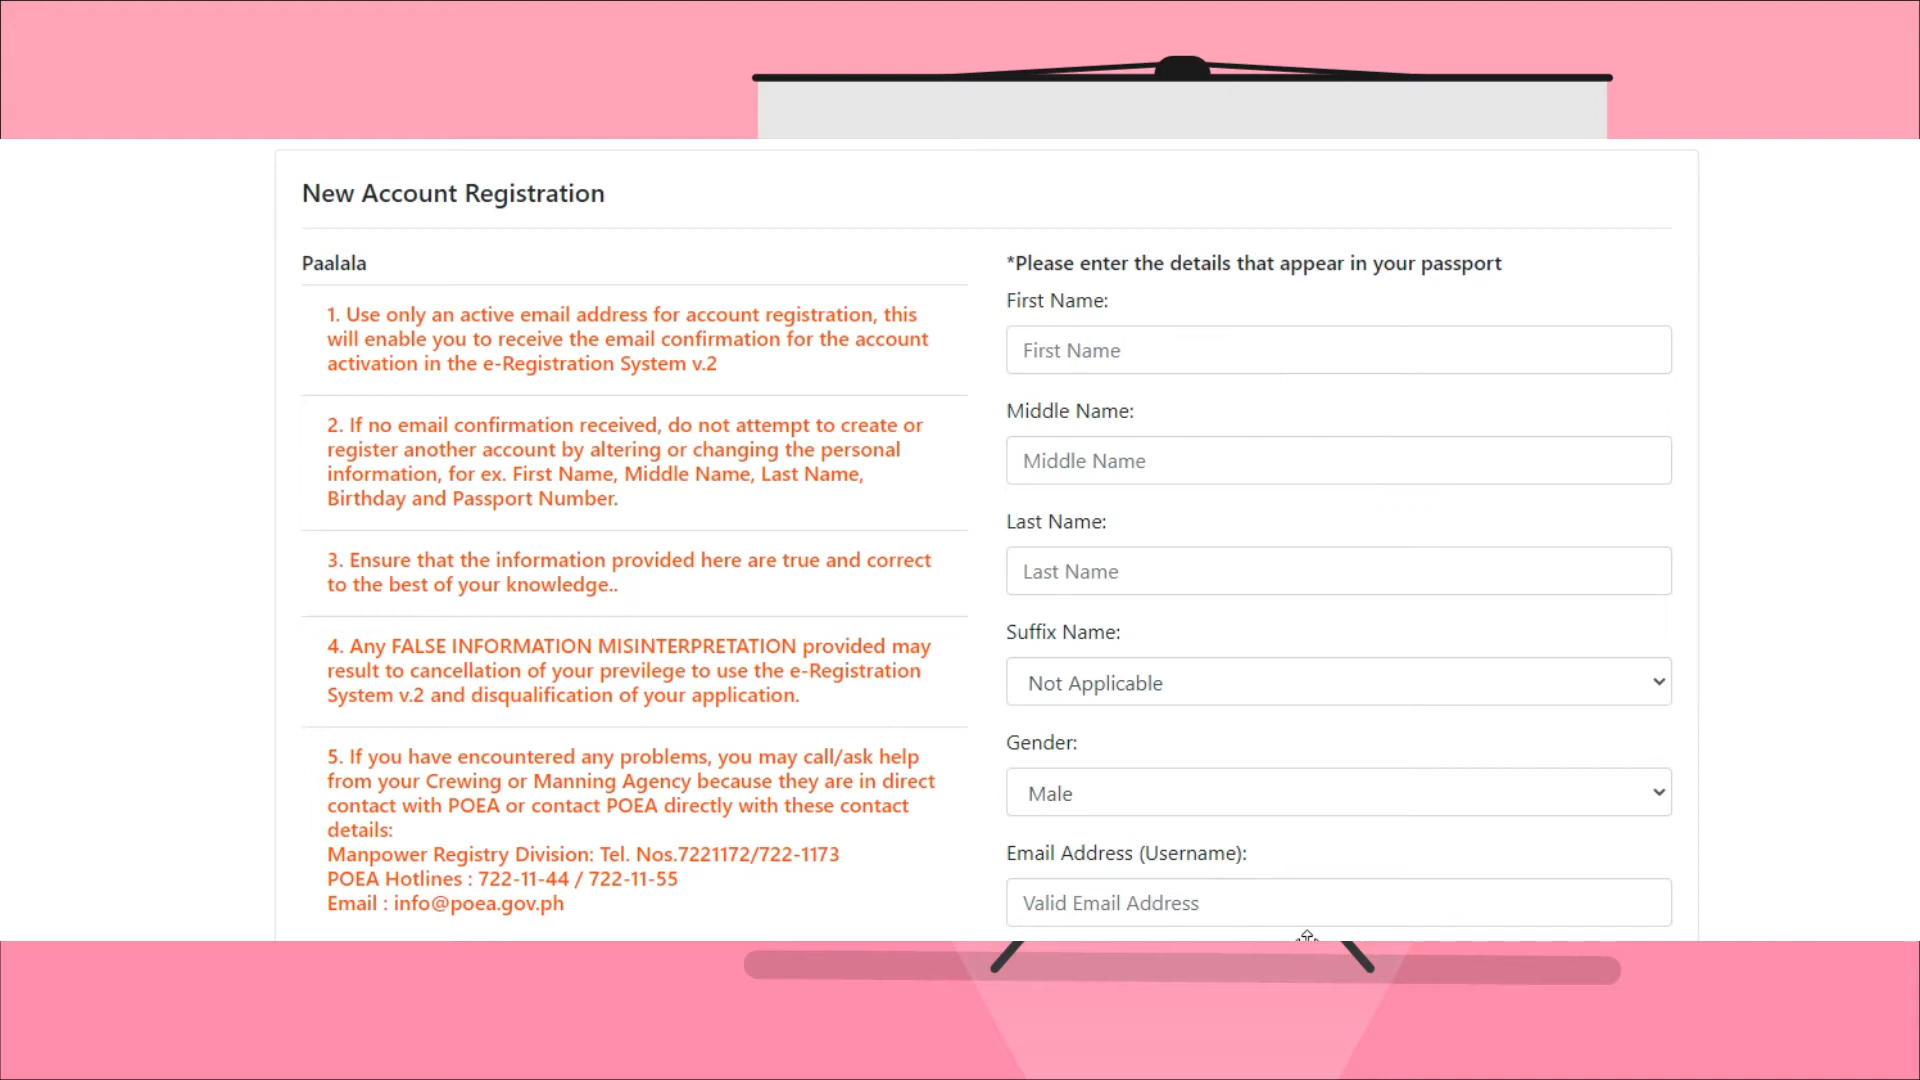 New Account Registration
Paalala
1. Use only an active email address for account registration, this
will enable you to receive the email confirmation for the account
activation in the e-Registration System v.2
2. If no email confirmation received, do not attempt to create or
register another account by altering or changing the personal
information, for ex. First Name, Middle Name, Last Name,
Birthday and Passport Number.
3. Ensure that the information provided here are true and correct
to the best of your knowledge..
4. Any FALSE INFORMATION MISINTERPRETATION provided may
result to cancellation of your previlege to use the e-Registration
System v.2 and disqualification of your application.
5. If you have encountered any problems, you may call/ask help
from your Crewing or Manning Agency because they are in direct
contact with POEA or contact POEA directly with these contact
details:
Manpower Registry Division: Tel. Nos.7221172/722-1173
POEA Hotlines : 722-11-44 / 722-11-55
Email : info@poea.gov.ph
*Please enter the details that appear in your passport
First Name:
First Name
Middle Name:
Middle Name
Last Name:
Last Name
Suffix Name:
Not Applicable
Gender:
Male
Email Address (Username):
Valid Email Address